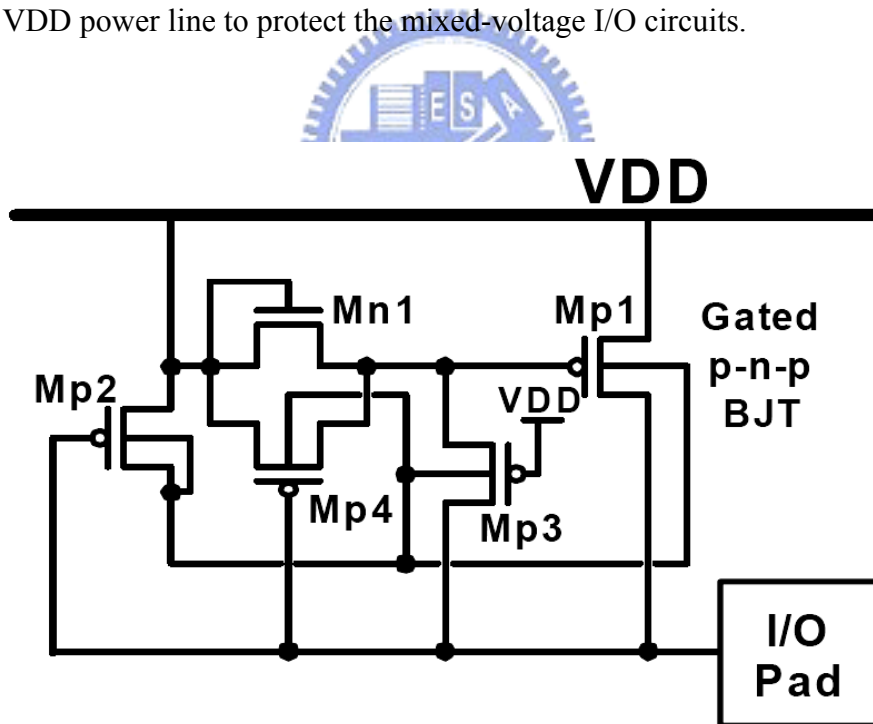 VDD power line to protect the mixed-voltage I/O circuits.
ESA
VDD
Mn1
Mp1
Gated
p-n-p
BJT
Mp2
VDD
Mp4
Mp3
I/O
Pad